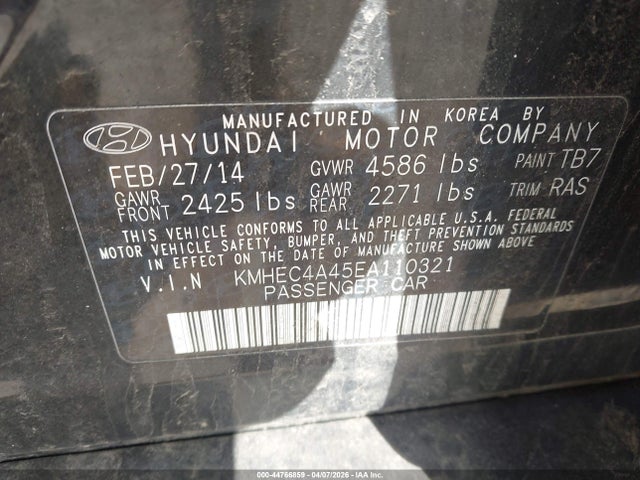 MANUFACTURED IN KOREA BY
HYUNDAI MOTOR COMPANY
FEB/27/14 GVWR 4586 lbs PAINT TB7
GAWR FRONT 2425 lbs GAWR REAR 2271 lbs TRIM RAS
THIS VEHICLE CONFORMS TO ALL APPLICABLE U.S.A. FEDERAL
MOTOR VEHICLE SAFETY, BUMPER, AND THEFT PREVENTION STANDARDS
IN EFFECT ON THE DATE OF MANUFACTURE SHOWN ABOVE
V.I.N KMHEC4A45EA110321
PASSENGER CAR
000-44766859 04/07/2026 IAA Inc.